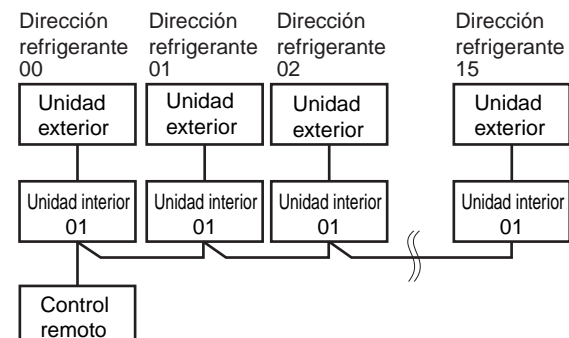 Dirección
refrigerante
00
Dirección
refrigerante
01
Dirección
refrigerante
02
Dirección
refrigerante
15
Unidad
exterior
Unidad
exterior
Unidad
exterior
Unidad
exterior
Unidad interior
01
Unidad interior
01
Unidad interior
01
Unidad interior
01
Control
remoto